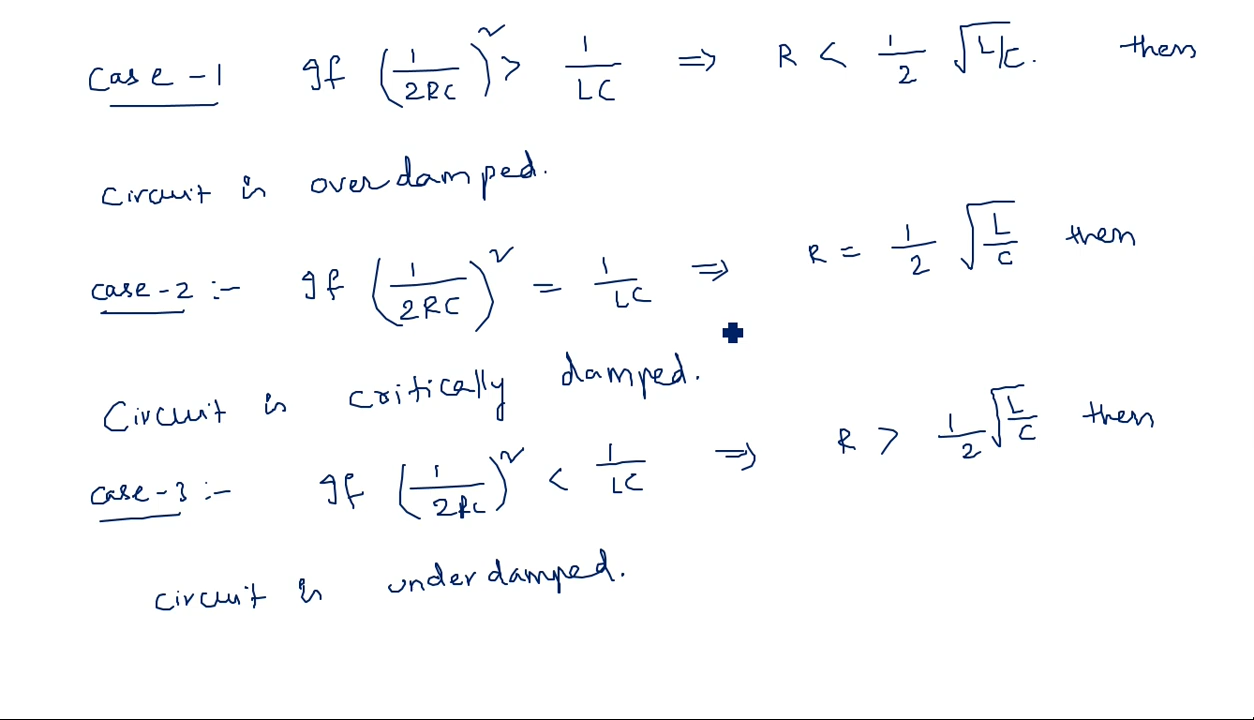 Case-1 If (1/2RC)² > 1/LC ⇒ R < 1/2 √L/C. then
Circuit is overdamped.
Case-2 :- If (1/2RC)² = 1/LC ⇒ R = 1/2 √L/C then
Circuit is critically damped.
Case-3 :- If (1/2RC)² < 1/LC ⇒ R > 1/2 √L/C then
circuit is underdamped.